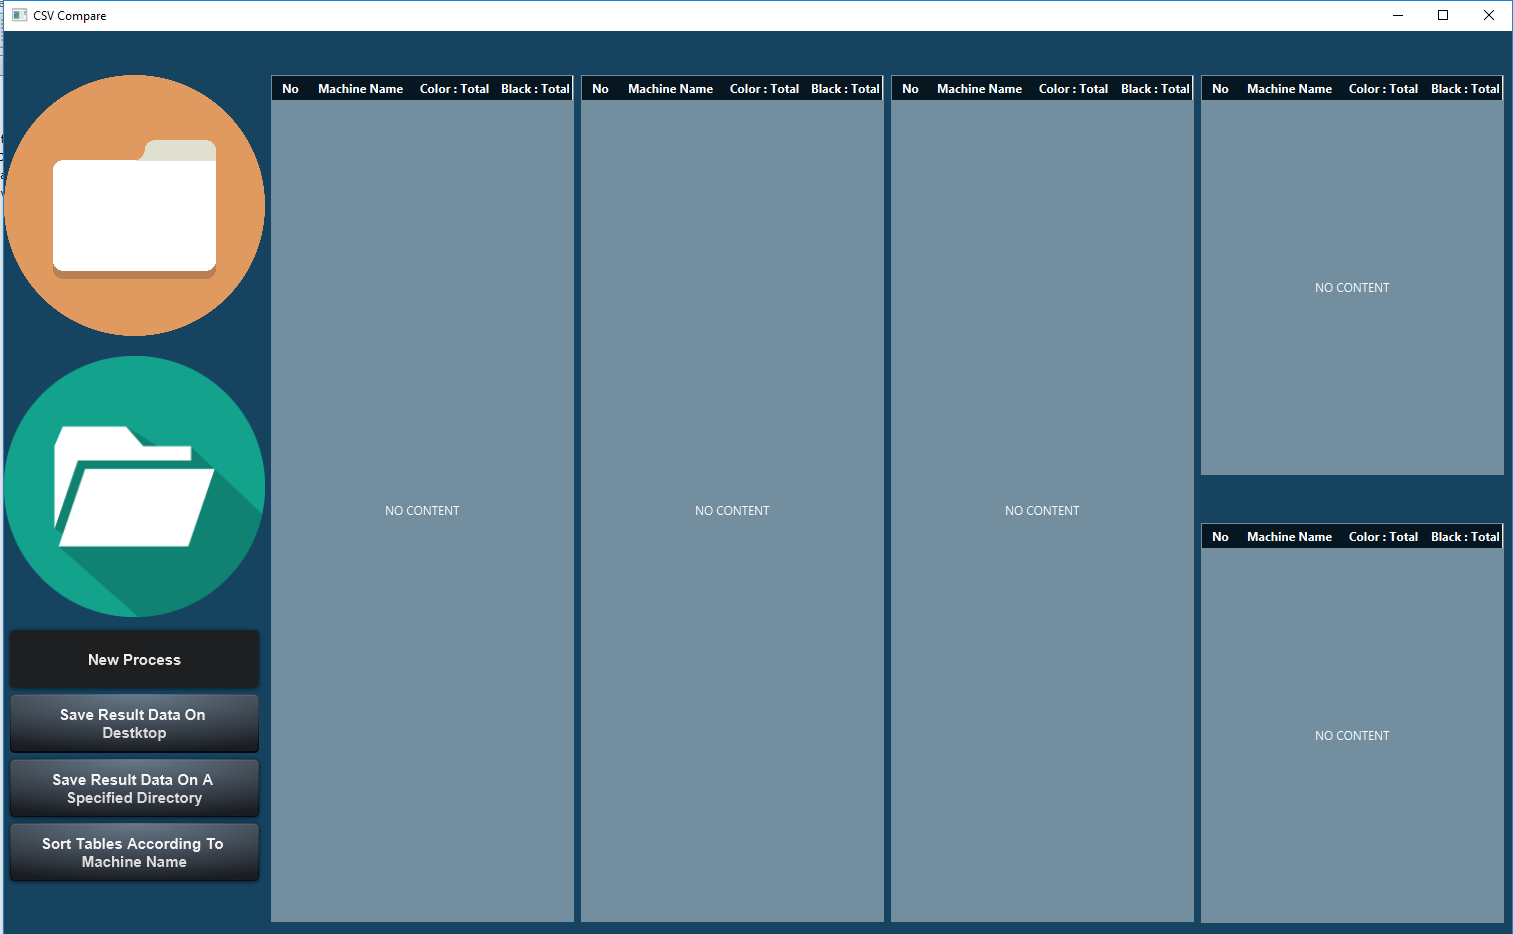 CSV Compare
No Machine Name Color : Total Black : Total
NO CONTENT
No Machine Name Color : Total Black : Total
NO CONTENT
No Machine Name Color : Total Black : Total
NO CONTENT
No Machine Name Color : Total Black : Total
NO CONTENT
No Machine Name Color : Total Black : Total
NO CONTENT
New Process
Save Result Data On
Destktop
Save Result Data On A
Specified Directory
Sort Tables According To
Machine Name